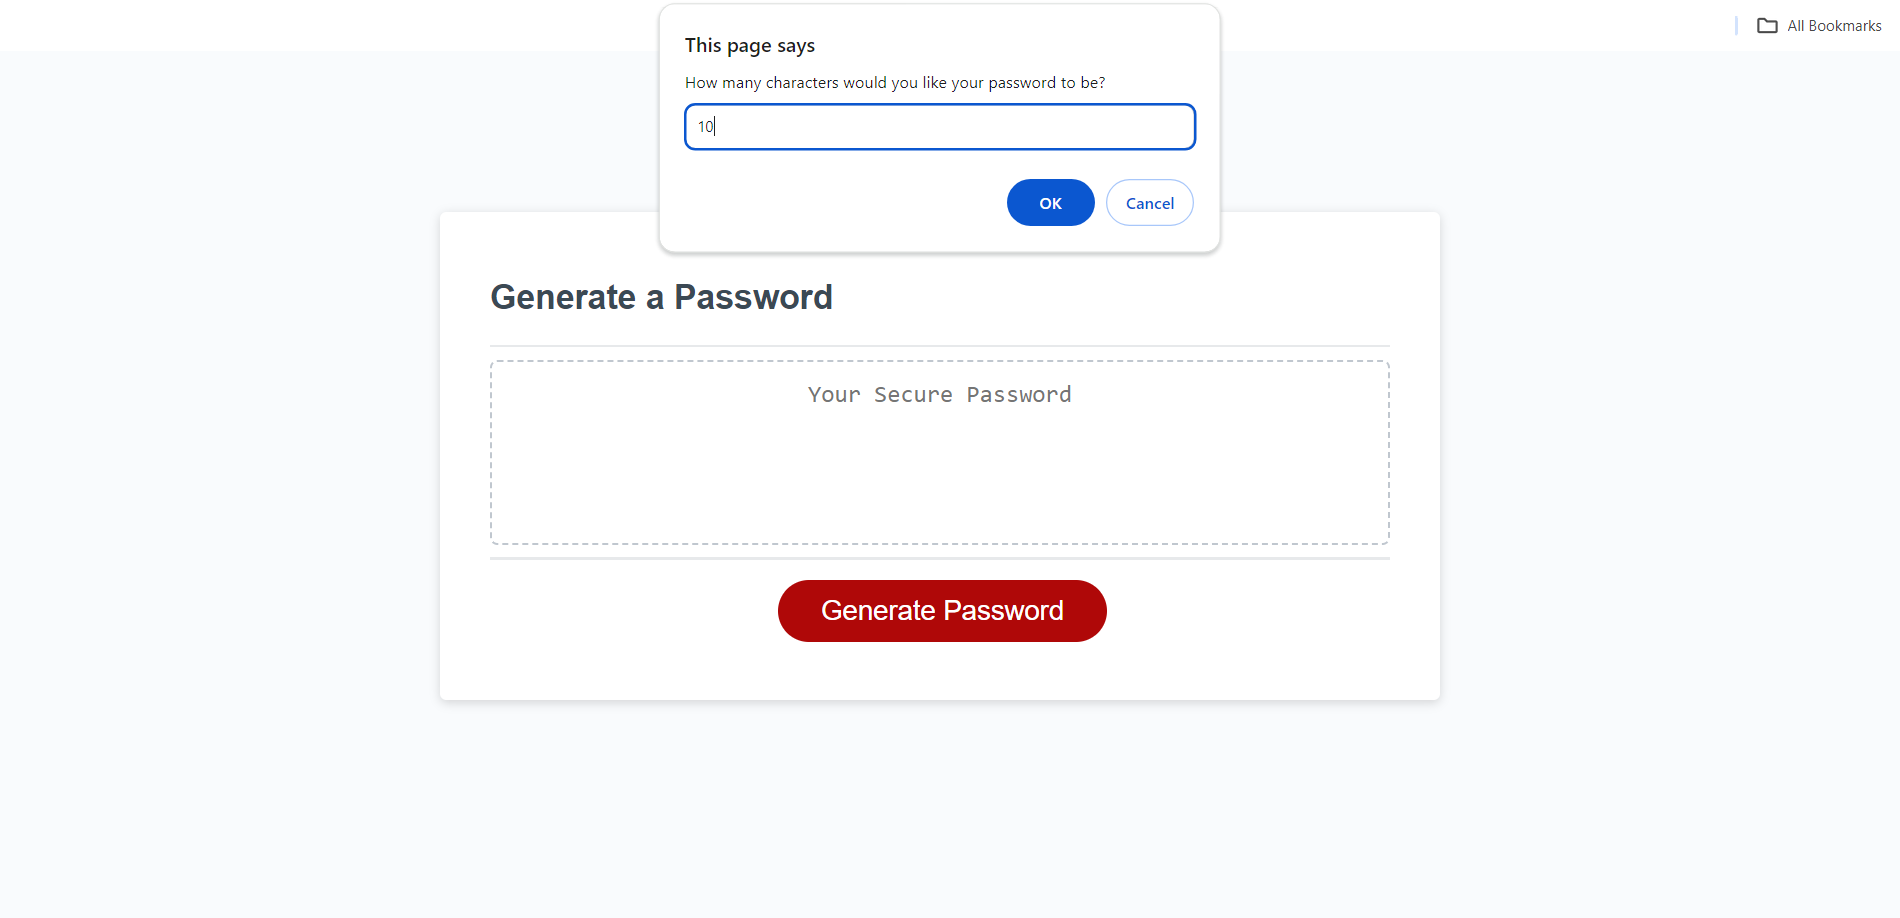 All Bookmarks
This page says
How many characters would you like your password to be?
10
OK
Cancel
Generate a Password
Your Secure Password
Generate Password